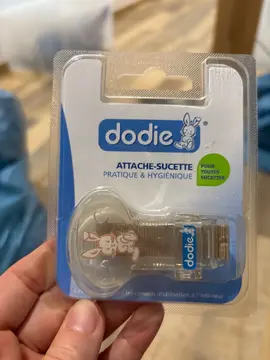 dodie
ATTACHE-SUCETTE
PRATIQUE & HYGIÉNIQUE
POUR
TOUTES
SUCETTES
dodie